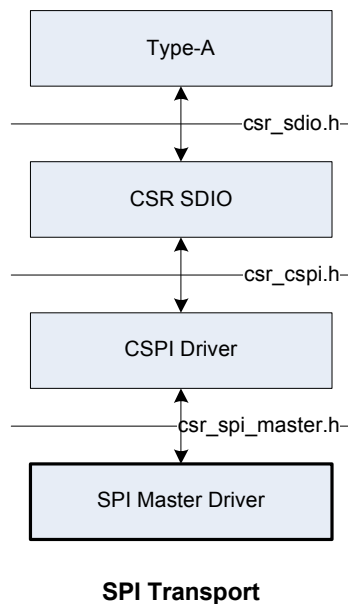 Type-A
csr_sdio.h
CSR SDIO
csr_cspi.h
CSPI Driver
csr_spi_master.h
SPI Master Driver
SPI Transport